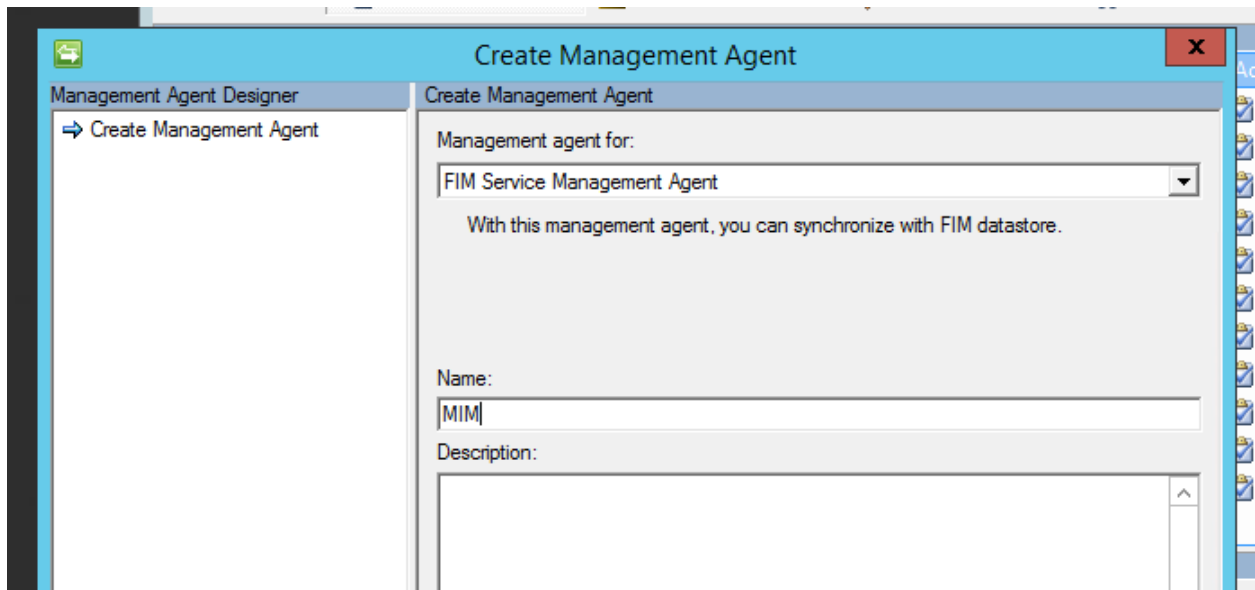 Create Management Agent
x
Management Agent Designer
Create Management Agent
Create Management Agent
Management agent for:
FIM Service Management Agent
With this management agent, you can synchronize with FIM datastore.
Name:
MIM
Description: